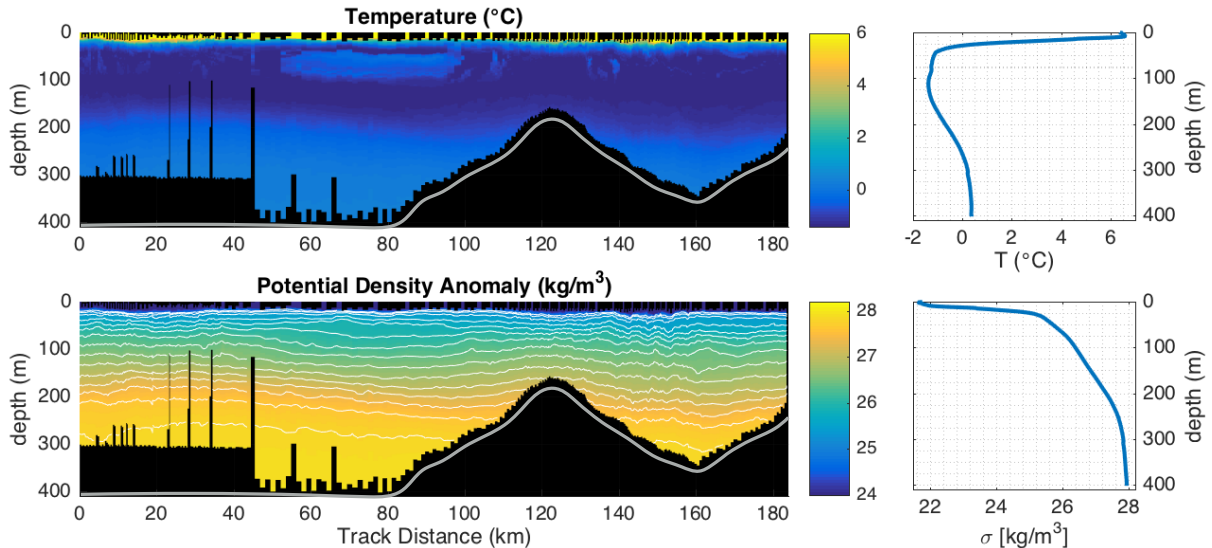 Temperature (°C)
0
100
200
300
400
depth (m)
0 20 40 60 80 100 120 140 160 180
6
4
2
0
0
100
200
300
400
depth (m)
-2 0 2 4 6
T (°C)
Potential Density Anomaly (kg/m³)
0
100
200
300
400
depth (m)
0 20 40 60 80 100 120 140 160 180
Track Distance (km)
28
27
26
25
24
0
100
200
300
400
depth (m)
22 24 26 28
σ [kg/m³]